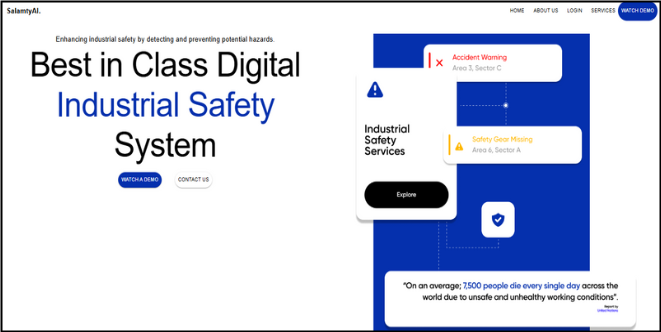 SalamtyAI.
HOME ABOUT US LOGIN SERVICES WATCH DEMO
Enhancing industrial safety by detecting and preventing potential hazards.
Best in Class Digital
Industrial Safety
System
WATCH A DEMO CONTACT US
Accident Warning
Area 3, Sector C
Industrial
Safety
Services
Explore
Safety Gear Missing
Area 6, Sector A
“On an average; 7,500 people die every single day across the
world due to unsafe and unhealthy working conditions”.
Report by
United Nations